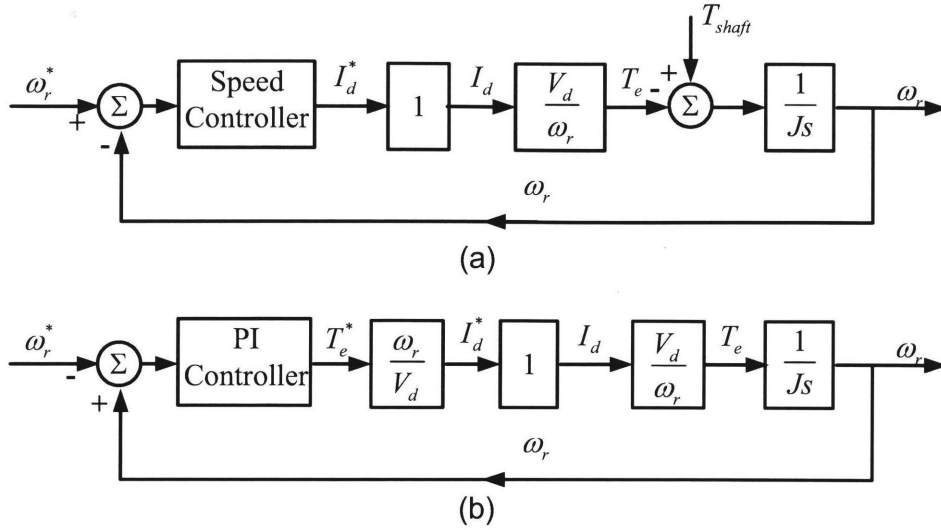 T_shaft
ω_r^*
+
-
Σ
Speed
Controller
I_d^*
1
I_d
V_d
ω_r
T_e
-
+
Σ
1
Js
ω_r
ω_r
(a)
ω_r^*
-
+
Σ
PI
Controller
T_e^*
ω_r
V_d
I_d^*
1
I_d
V_d
ω_r
T_e
1
Js
ω_r
ω_r
(b)